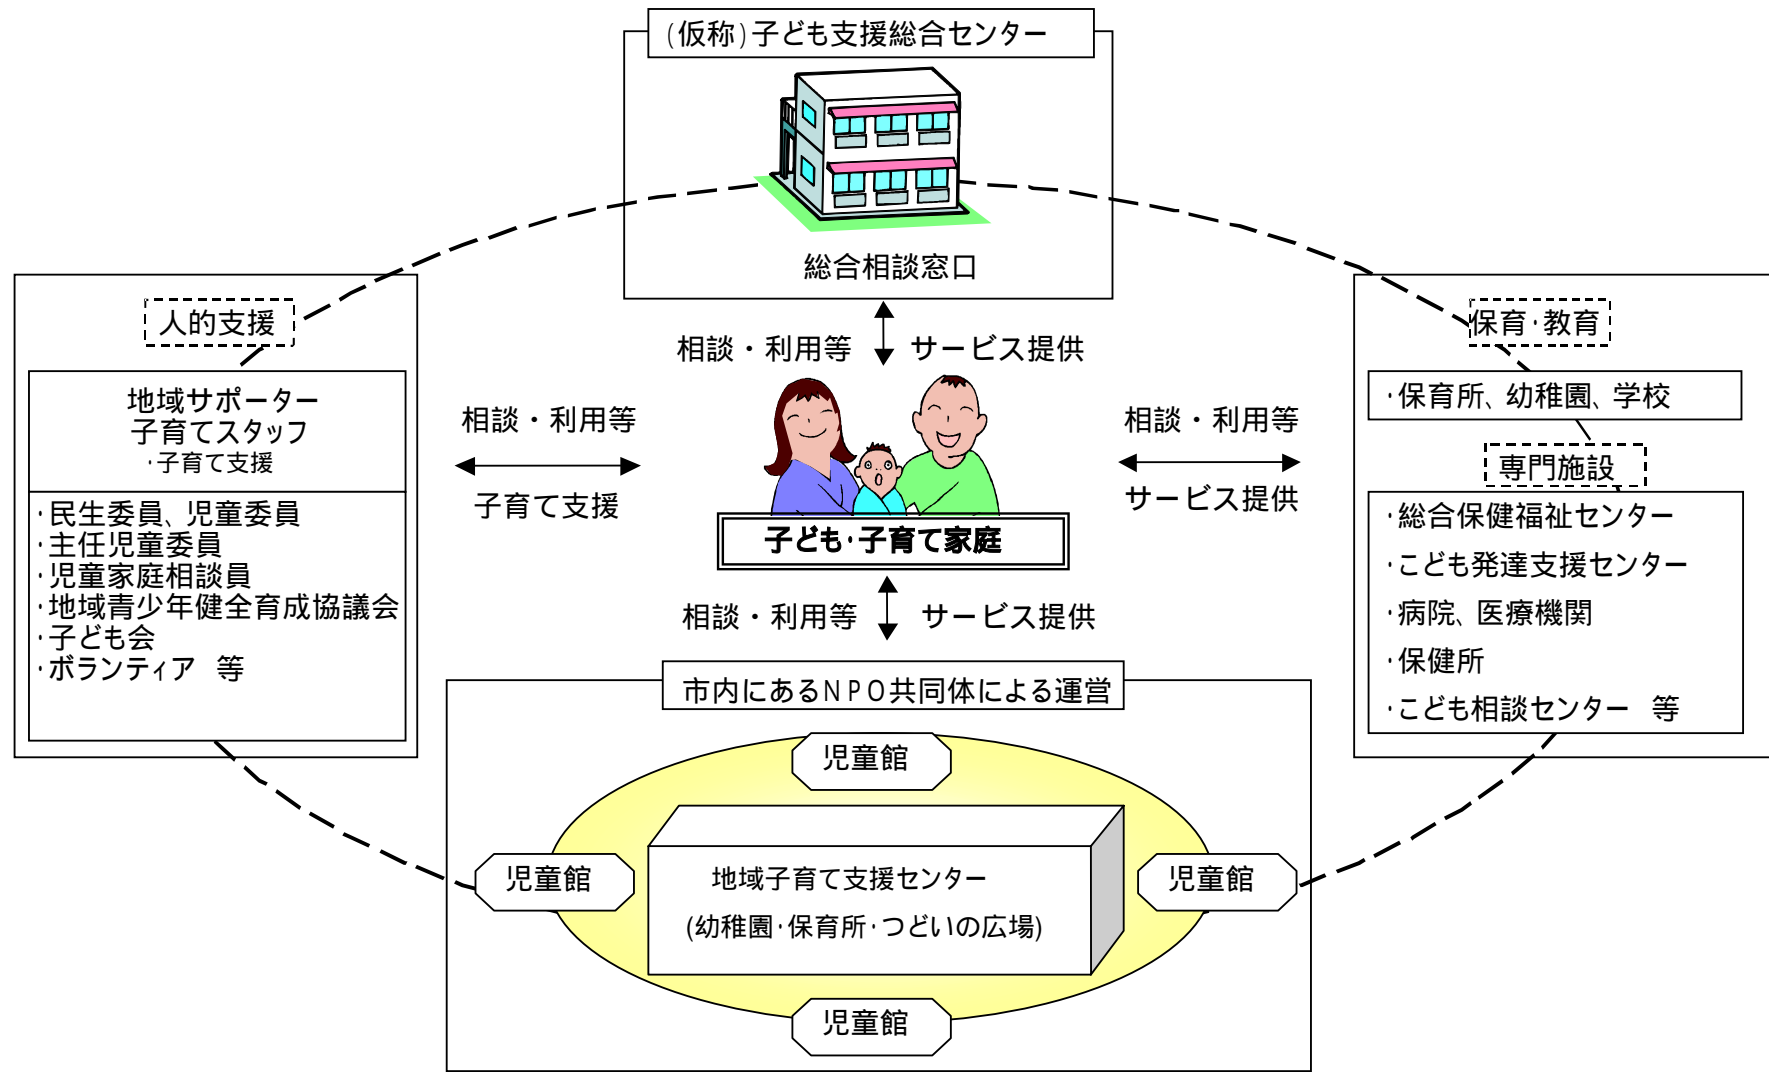 (仮称)子ども支援総合センター
総合相談窓口
相談・利用等 サービス提供
人的支援
地域サポーター
子育てスタッフ
・子育て支援
・民生委員、児童委員
・主任児童委員
・児童家庭相談員
・地域青少年健全育成協議会
・子ども会
・ボランティア 等
相談・利用等
子育て支援
子ども・子育て家庭
相談・利用等
サービス提供
保育・教育
・保育所、幼稚園、学校
専門施設
・総合保健福祉センター
・こども発達支援センター
・病院、医療機関
・保健所
・こども相談センター 等
相談・利用等 サービス提供
市内にあるNPO共同体による運営
児童館
児童館
地域子育て支援センター
(幼稚園・保育所・つどいの広場)
児童館
児童館